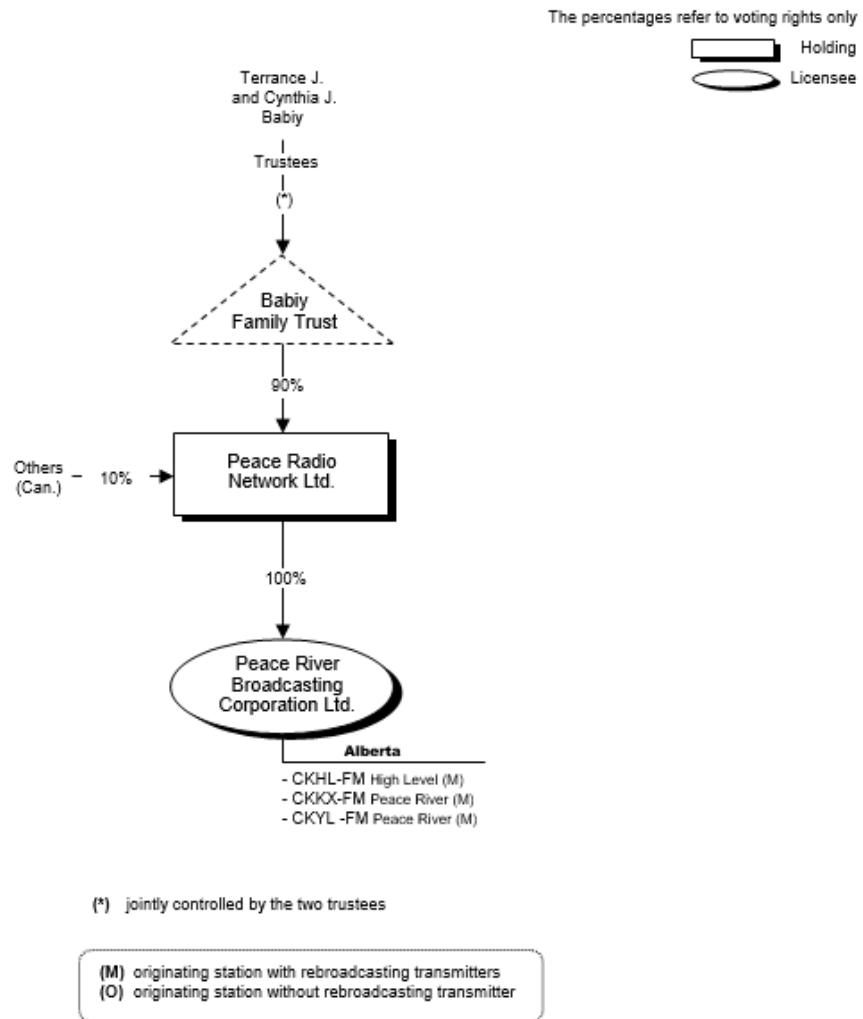 The percentages refer to voting rights only
Holding
Licensee
Terrance J.
and Cynthia J.
Babiy
Trustees
(*)
Babiy
Family Trust
90%
Peace Radio
Network Ltd.
Others
(Can.)
10%
100%
Peace River
Broadcasting
Corporation Ltd.
Alberta
- CKHL-FM High Level (M)
- CKKX-FM Peace River (M)
- CKYL -FM Peace River (M)
(*) jointly controlled by the two trustees
(M) originating station with rebroadcasting transmitters
(O) originating station without rebroadcasting transmitter